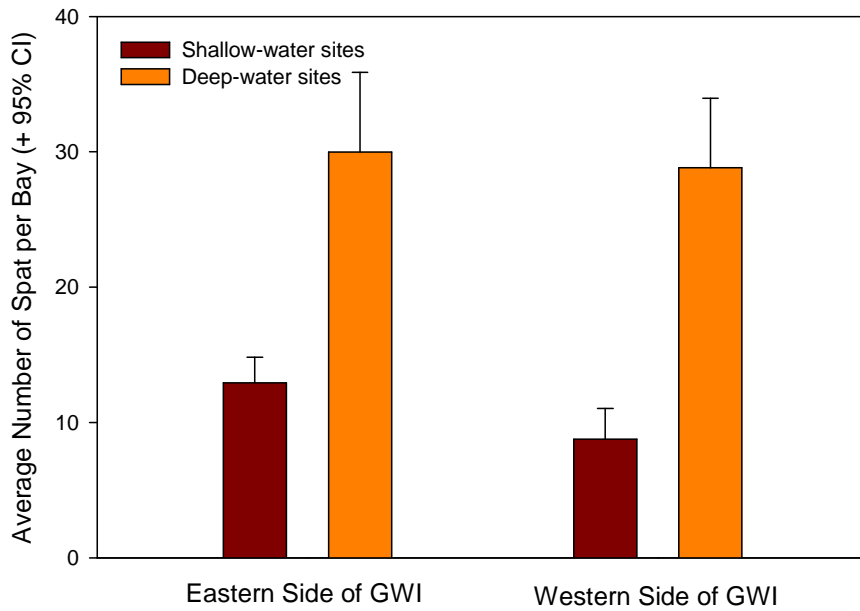 Average Number of Spat per Bay (+ 95% CI)
40
30
20
10
0
Shallow-water sites
Deep-water sites
Eastern Side of GWI
Western Side of GWI